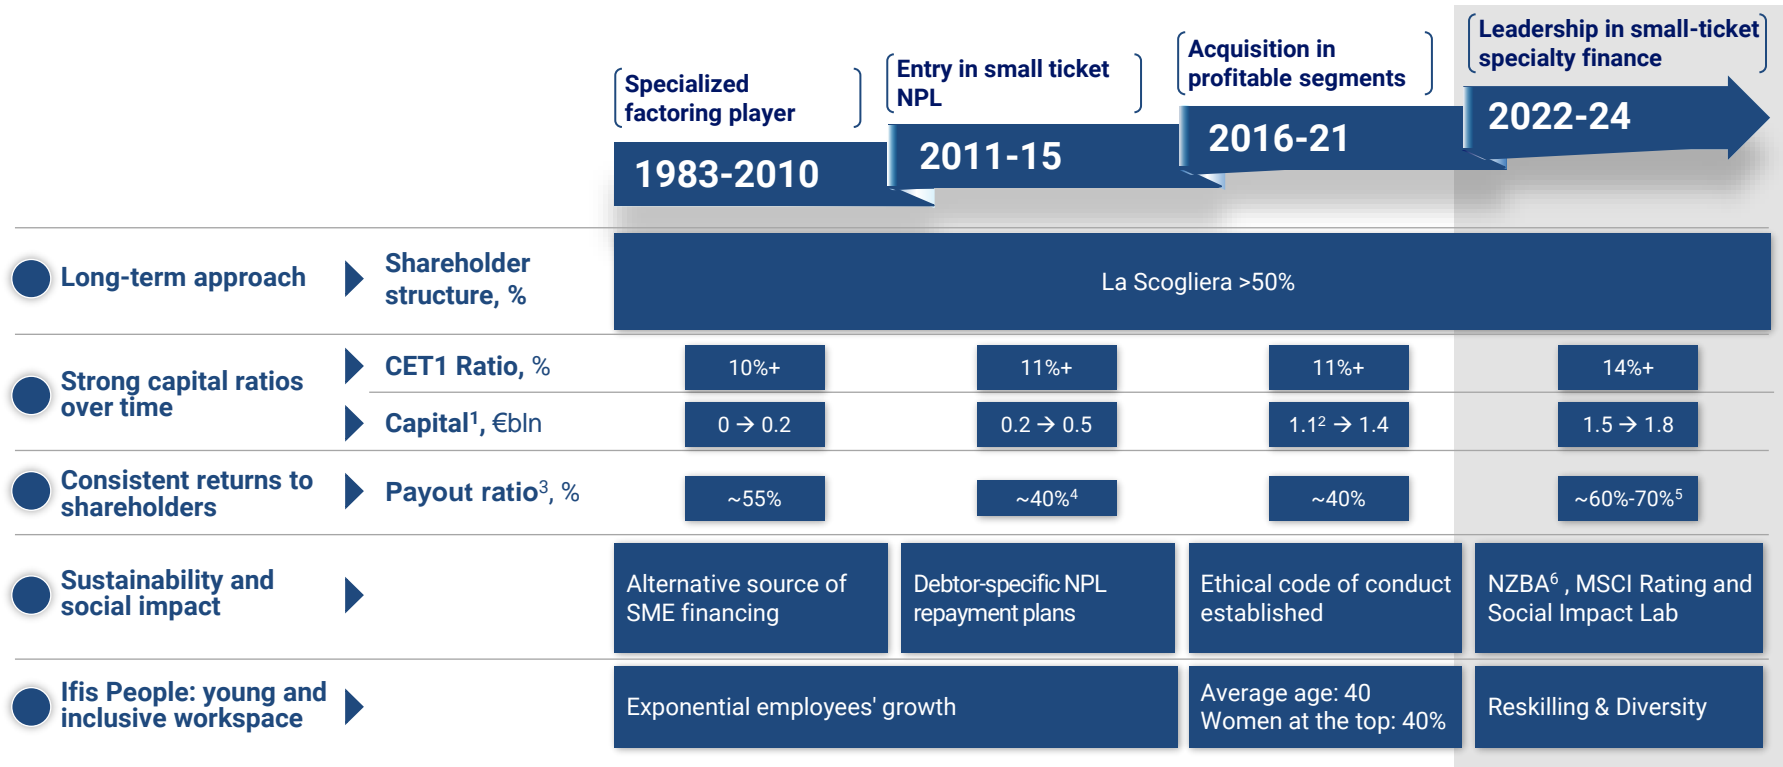 Specialized
factoring player
Entry in small ticket
NPL
Acquisition in
profitable segments
Leadership in small-ticket
specialty finance
1983-2010
2011-15
2016-21
2022-24
Long-term approach
Shareholder
structure, %
La Scogliera >50%
Strong capital ratios
over time
CET1 Ratio, %
10%+
11%+
11%+
14%+
Capital¹, €bln
0 → 0.2
0.2 → 0.5
1.1² → 1.4
1.5 → 1.8
Consistent returns to
shareholders
Payout ratio³, %
~55%
~40%⁴
~40%
~60%-70%⁵
Sustainability and
social impact
Alternative source of
SME financing
Debtor-specific NPL
repayment plans
Ethical code of conduct
established
NZBA⁶ , MSCI Rating and
Social Impact Lab
Ifis People: young and
inclusive workspace
Exponential employees' growth
Average age: 40
Women at the top: 40%
Reskilling & Diversity